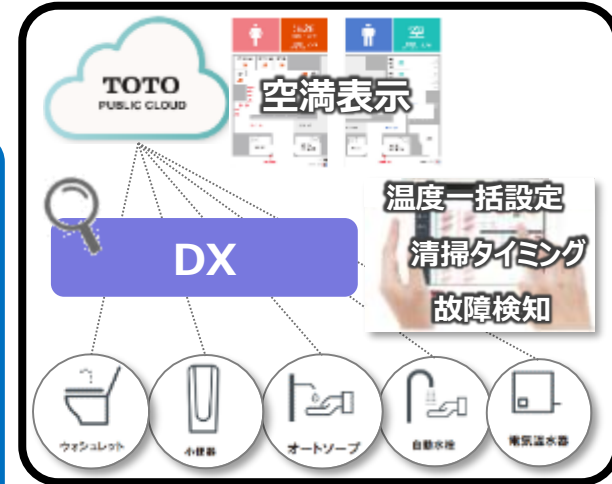 TOTO
PUBLIC CLOUD
空
空満表示
DX
温度一括設定
清掃タイミング
故障検知
ウォシュレット
小便器
オートソープ
自動水栓
電気温水器